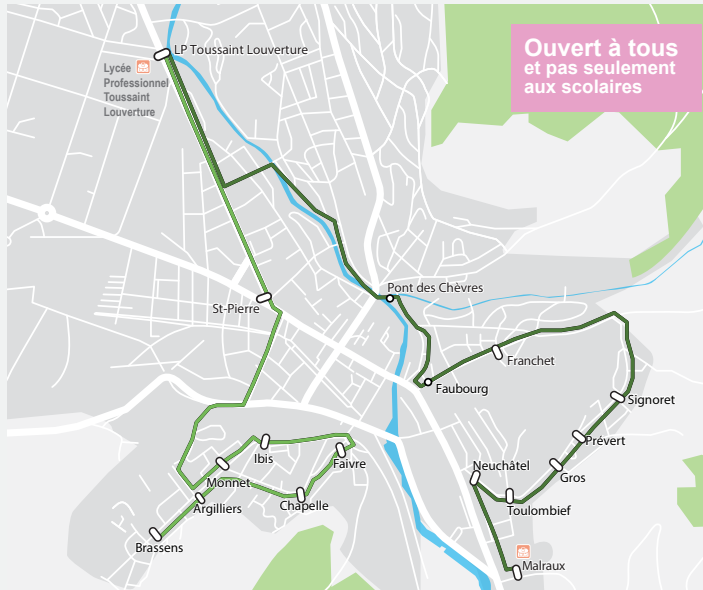 LP Toussaint Louverture
Lycée
Professionnel
Toussaint
Louverture
Ouvert à tous
et pas seulement
aux scolaires
Pont des Chèvres
St-Pierre
Franchet
Faubourg
Signoret
Prévert
Ibis
Faivre
Monnet
Neuchâtel
Gros
Argilliers
Chapelle
Toulombief
Brassens
Malraux